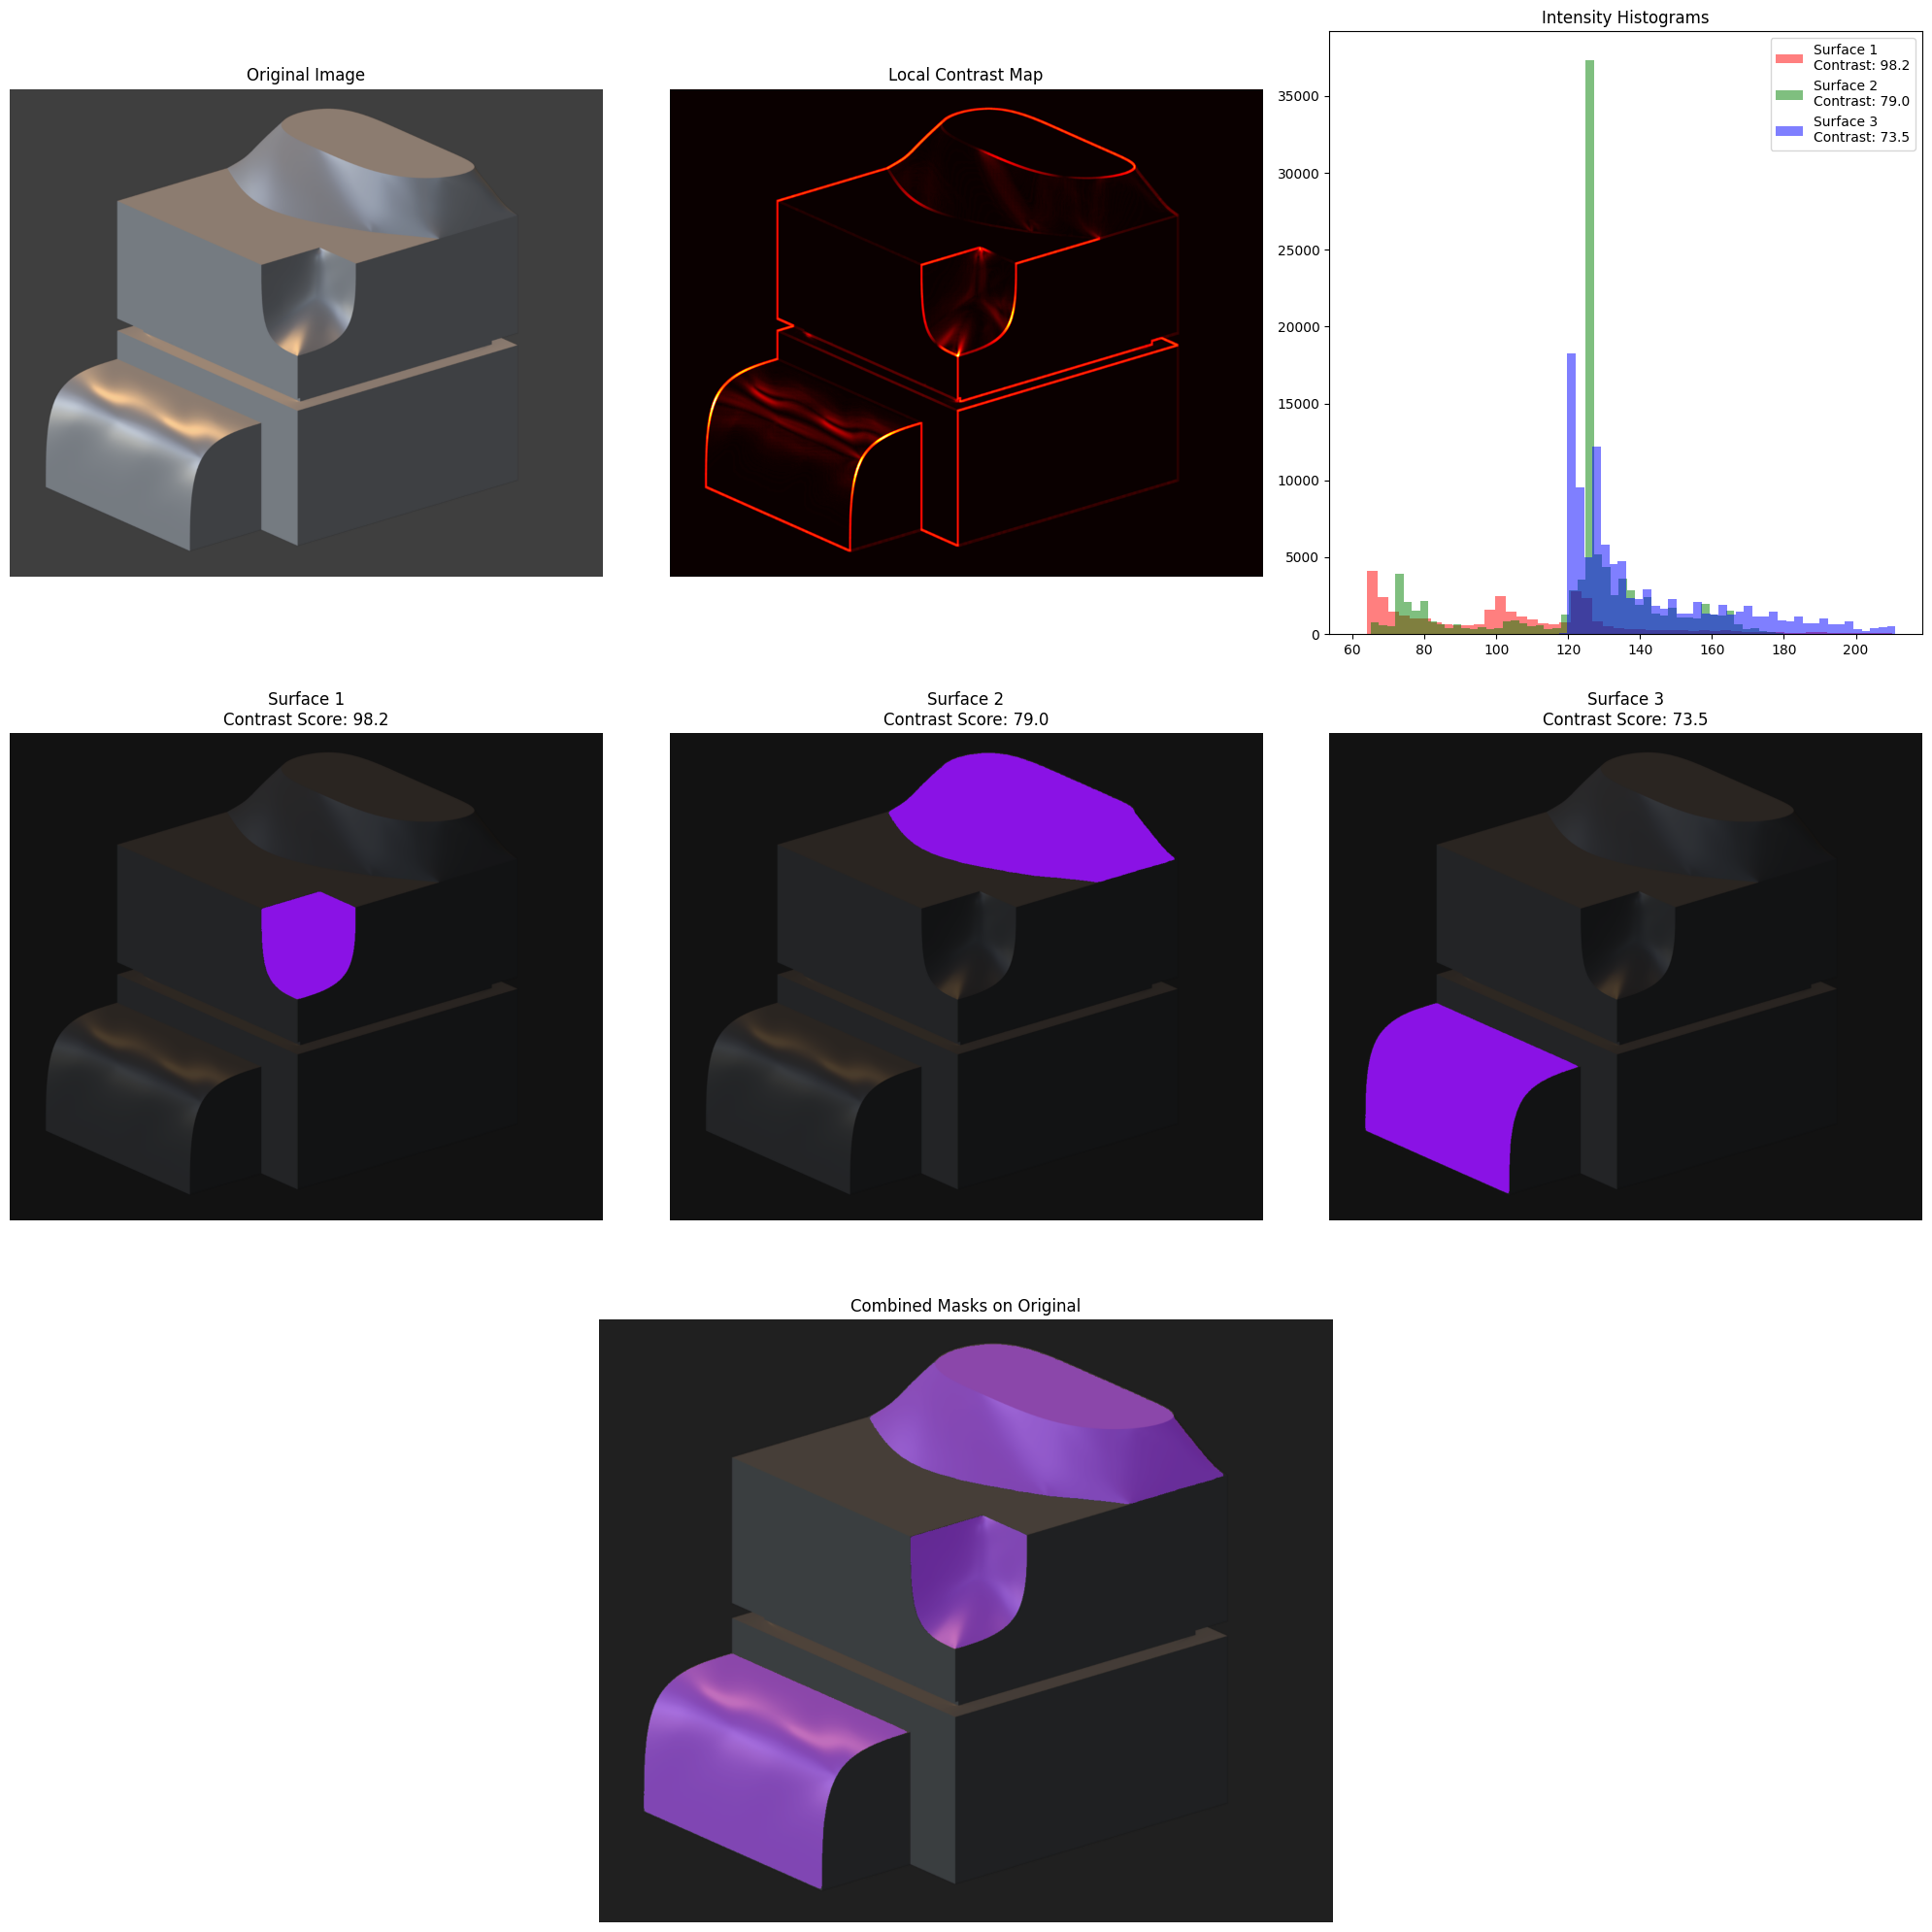 Original Image
Local Contrast Map
Intensity Histograms
Surface 1
Contrast: 98.2
Surface 2
Contrast: 79.0
Surface 3
Contrast: 73.5
35000
30000
25000
20000
15000
10000
5000
0
60 80 100 120 140 160 180 200
Surface 1
Contrast Score: 98.2
Surface 2
Contrast Score: 79.0
Surface 3
Contrast Score: 73.5
Combined Masks on Original